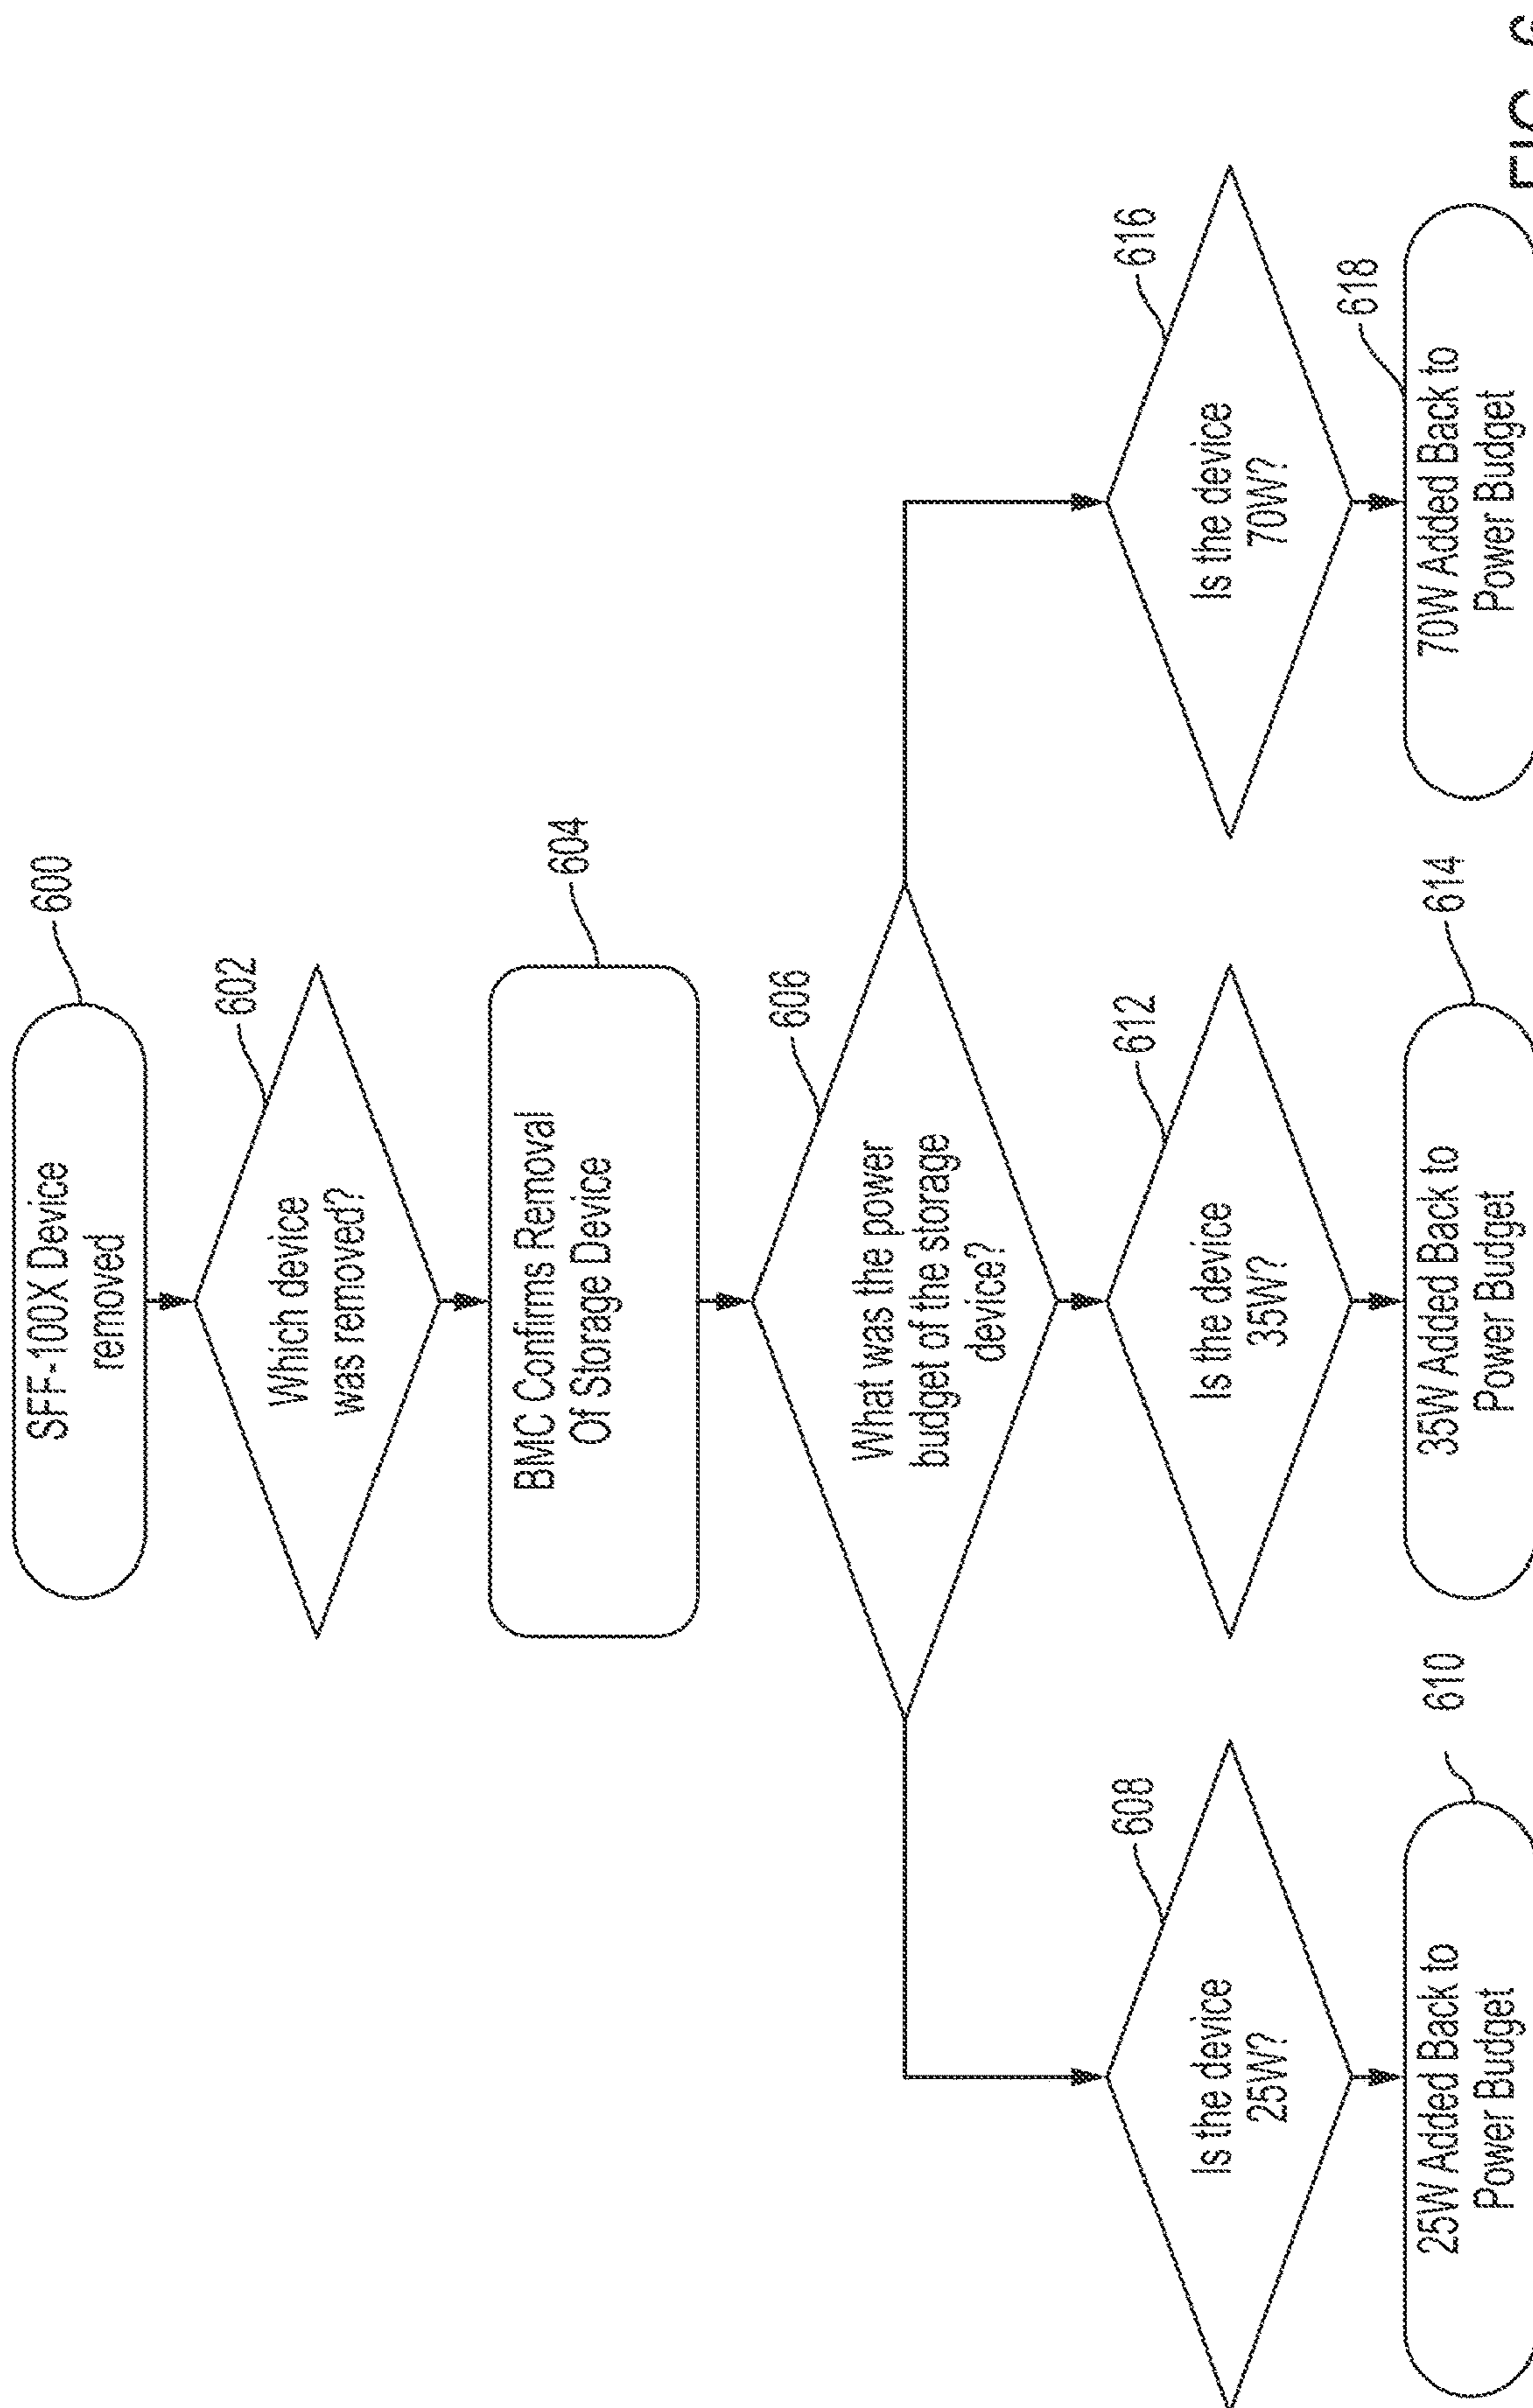 SFF-100X Device
removed
600
Which device
was removed?
602
BMC Confirms Removal
Of Storage Device
604
What was the power
budget of the storage
device?
606
Is the device
25W?
608
Is the device
35W?
612
Is the device
70W?
616
25W Added Back to
Power Budget
610
35W Added Back to
Power Budget
614
70W Added Back to
Power Budget
618